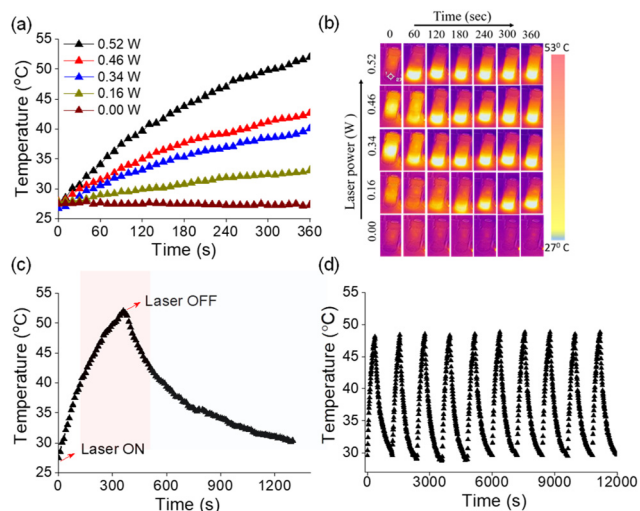 (a)
0.52 W
0.46 W
0.34 W
0.16 W
0.00 W
Temperature (°C)
55
50
45
40
35
30
25
0 60 120 180 240 300 360
Time (s)
(b)
Time (sec)
0 60 120 180 240 300 360
Laser power (W )
0.52
0.46
0.34
0.16
0.00
53° C
27° C
(c)
Temperature (°C)
55
50
45
40
35
30
25
Laser OFF
Laser ON
0 300 600 900 1200
Time (s)
(d)
Temperature (°C)
55
50
45
40
35
30
0 3000 6000 9000 12000
Time (s)